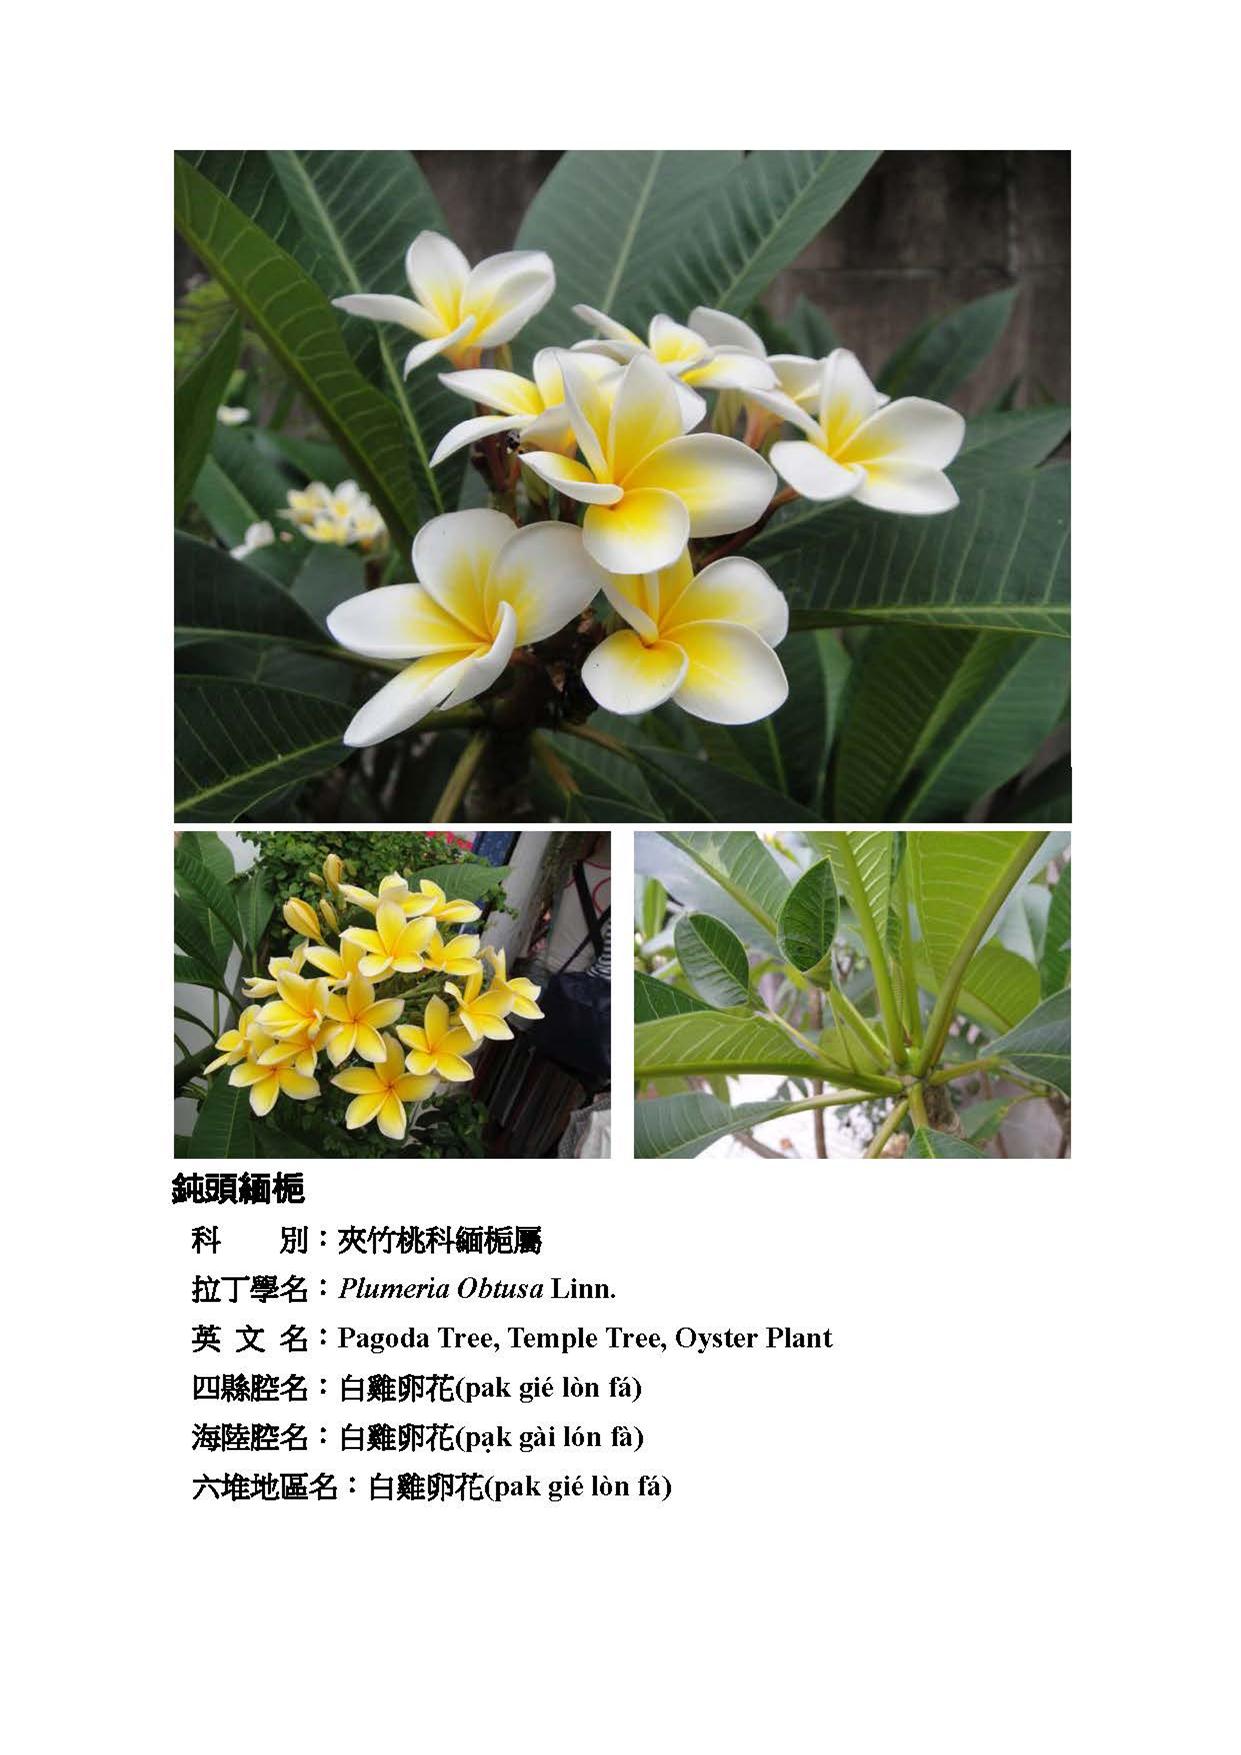 鈍頭緬梔
科　　別：夾竹桃科緬梔屬
拉丁學名：Plumeria Obtusa Linn.
英 文 名：Pagoda Tree, Temple Tree, Oyster Plant
四縣腔名：白雞卵花(pak gié lòn fá)
海陸腔名：白雞卵花(pa̩k gài lón fà)
六堆地區名：白雞卵花(pak gié lòn fá)